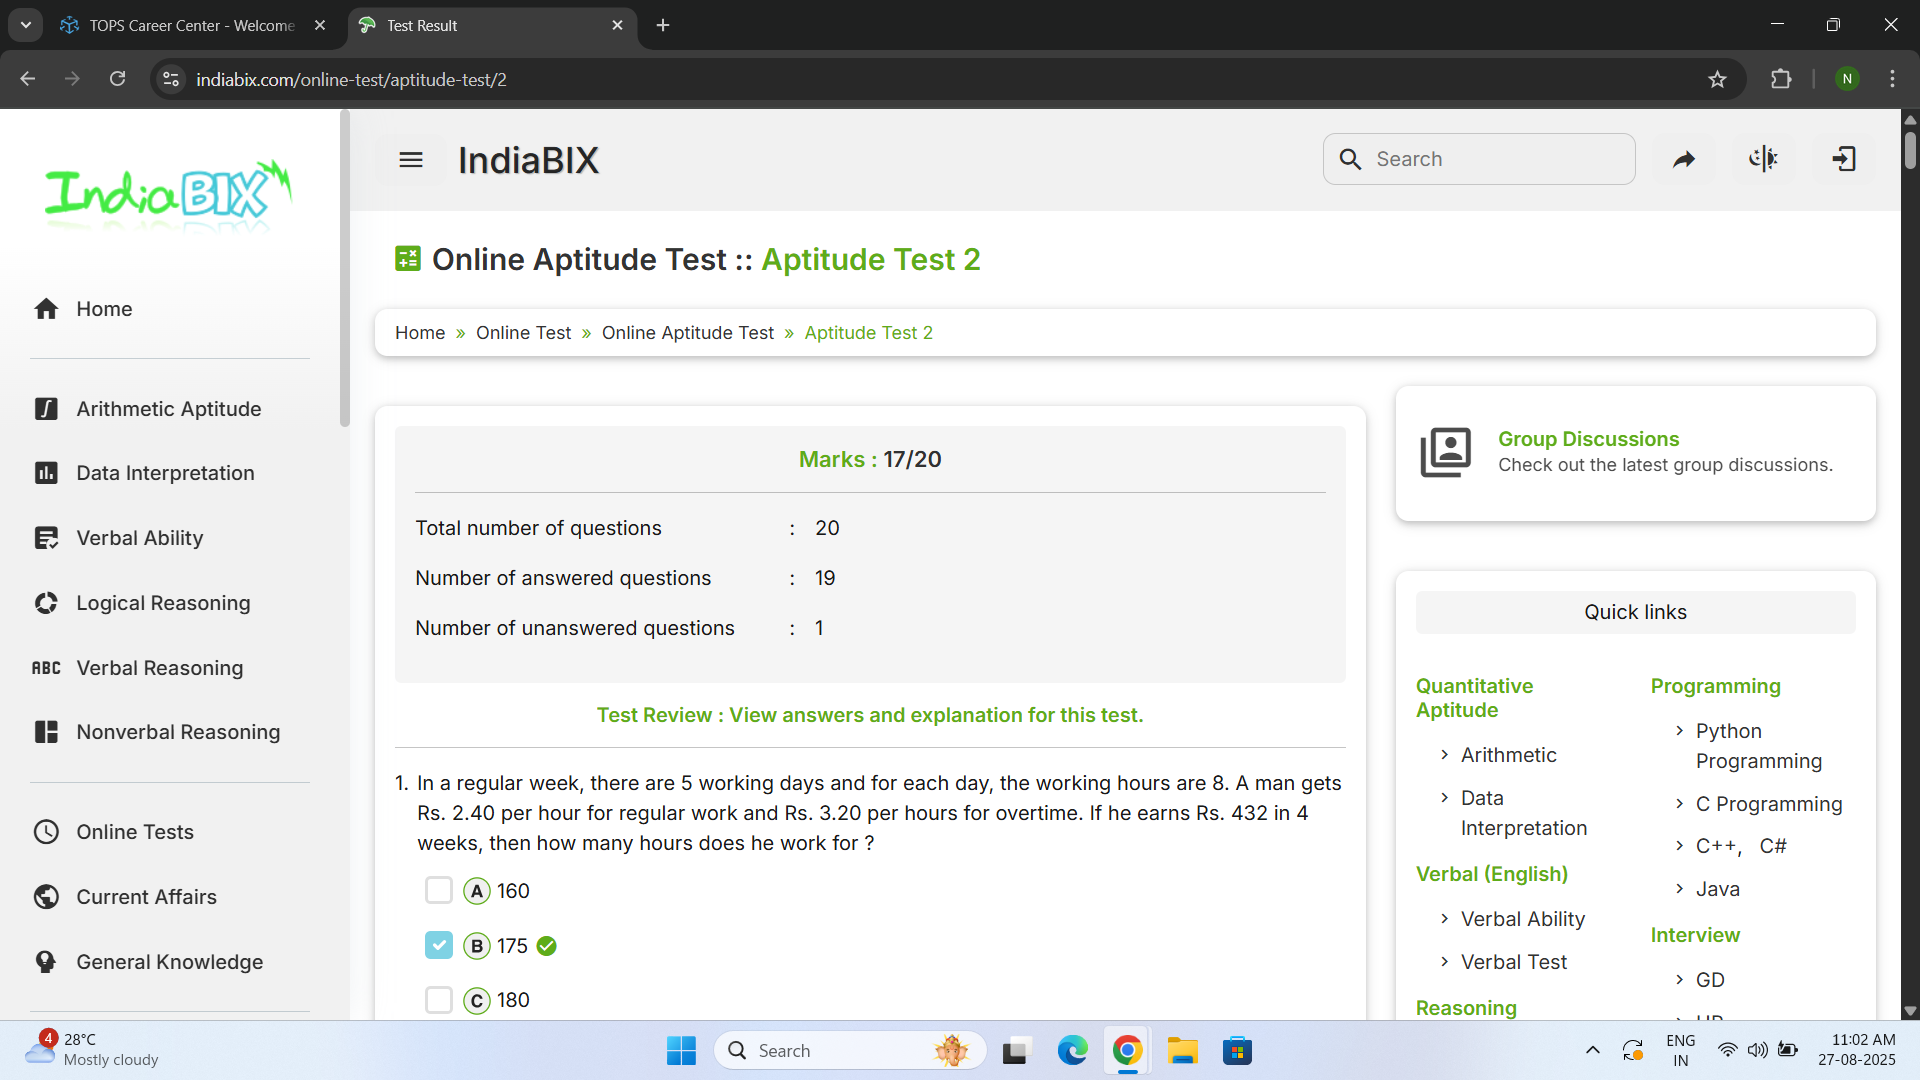 TOPS Career Center - Welcome
Test Result
indiabix.com/online-test/aptitude-test/2
N
IndiaBIX
Home
Arithmetic Aptitude
Data Interpretation
Verbal Ability
Logical Reasoning
ABC Verbal Reasoning
Nonverbal Reasoning
Online Tests
Current Affairs
General Knowledge
IndiaBIX
Search
Online Aptitude Test :: Aptitude Test 2
Home » Online Test » Online Aptitude Test » Aptitude Test 2
Marks : 17/20
Total number of questions : 20
Number of answered questions : 19
Number of unanswered questions : 1
Test Review : View answers and explanation for this test.
1. In a regular week, there are 5 working days and for each day, the working hours are 8. A man gets
Rs. 2.40 per hour for regular work and Rs. 3.20 per hours for overtime. If he earns Rs. 432 in 4
weeks, then how many hours does he work for ?
A 160
B 175
C 180
Group Discussions
Check out the latest group discussions.
Quick links
Quantitative
Aptitude
Arithmetic
Data
Interpretation
Verbal (English)
Verbal Ability
Verbal Test
Reasoning
Programming
Python
Programming
C Programming
C++, C#
Java
Interview
GD
HR
4
28°C
Mostly cloudy
Search
ENG
IN
11:02 AM
27-08-2025